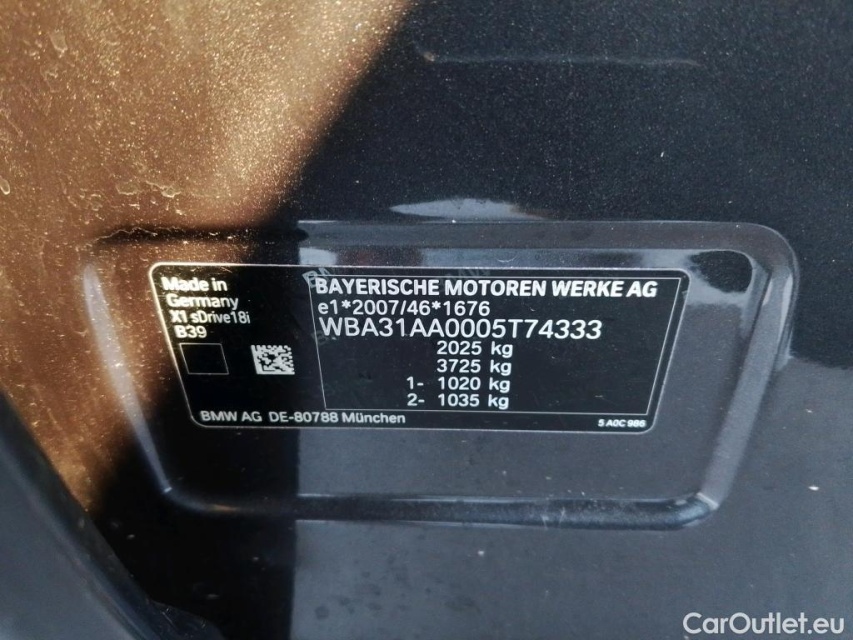 Made in
Germany
X1 sDrive18i
B39
BAYERISCHE MOTOREN WERKE AG
e1*2007/46*1676
WBA31AA0005T74333
2025 kg
3725 kg
1- 1020 kg
2- 1035 kg
BMW AG DE-80788 München
5 A0C 986
CarOutlet.eu